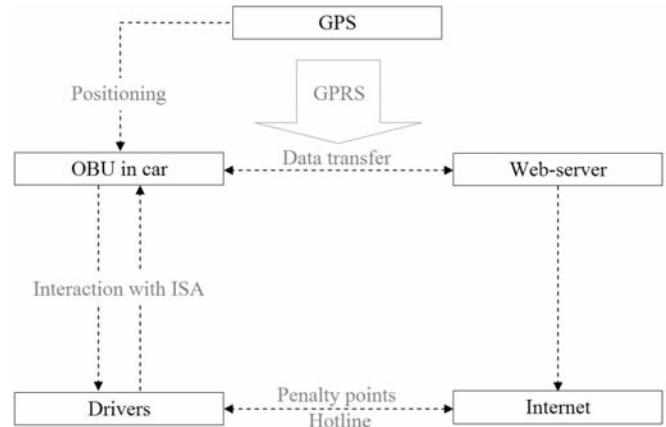 GPS
Positioning
GPRS
OBU in car
Data transfer
Web-server
Interaction with ISA
Drivers
Penalty points
Hotline
Internet